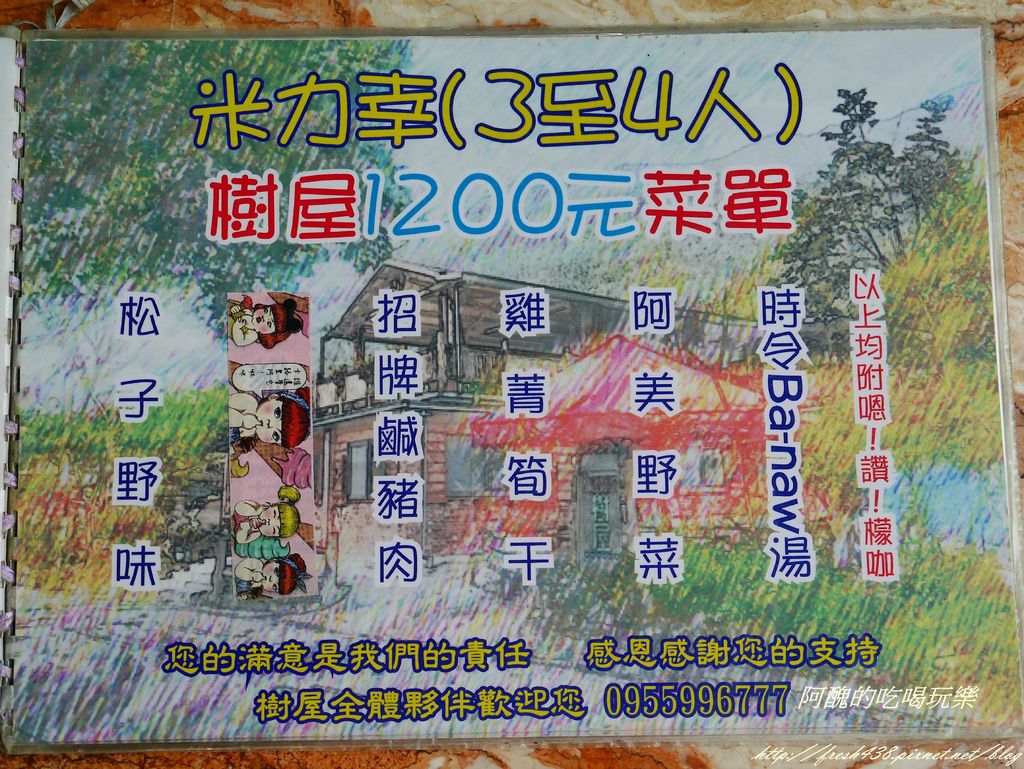 米力幸(3至4人)
樹屋1200元菜單
以上均附嗯!讚!檬咖
時令Ba-naw湯
阿美野菜
雞菁筍干
招牌鹹豬肉
松子野味
您的滿意是我們的責任 感恩感謝您的支持
樹屋全體夥伴歡迎您 0955996777
阿醜的吃喝玩樂
http://fresh438.pixnet.net/blog